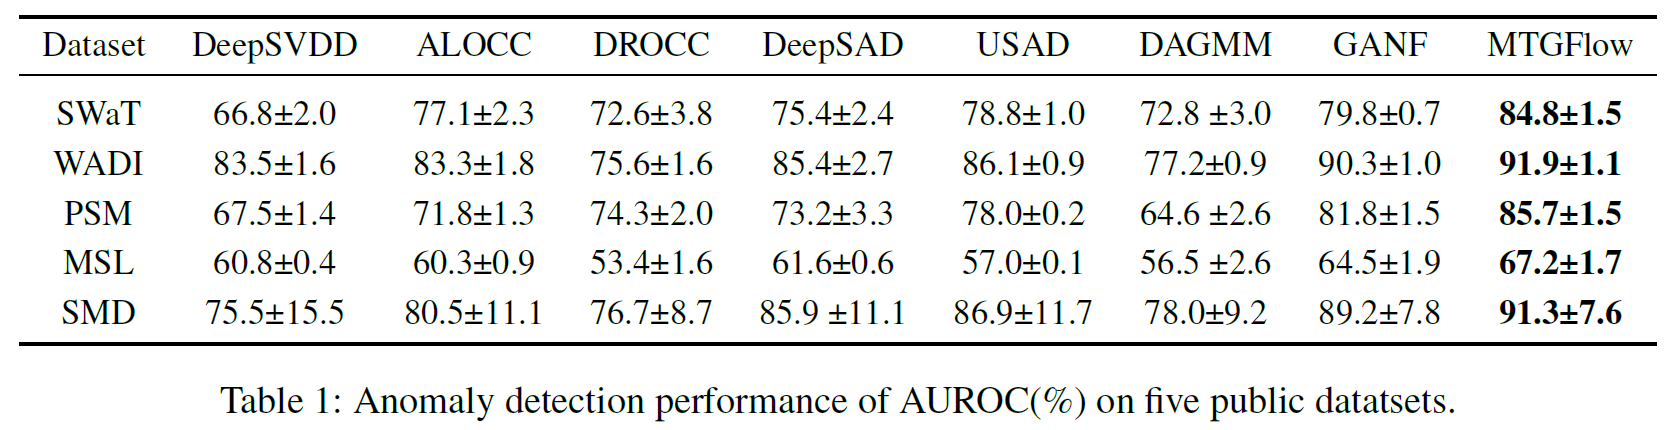 Dataset DeepSVDD ALOCC DROCC DeepSAD USAD DAGMM GANF MTGFlow
SWaT 66.8±2.0 77.1±2.3 72.6±3.8 75.4±2.4 78.8±1.0 72.8 ±3.0 79.8±0.7 84.8±1.5
WADI 83.5±1.6 83.3±1.8 75.6±1.6 85.4±2.7 86.1±0.9 77.2±0.9 90.3±1.0 91.9±1.1
PSM 67.5±1.4 71.8±1.3 74.3±2.0 73.2±3.3 78.0±0.2 64.6 ±2.6 81.8±1.5 85.7±1.5
MSL 60.8±0.4 60.3±0.9 53.4±1.6 61.6±0.6 57.0±0.1 56.5 ±2.6 64.5±1.9 67.2±1.7
SMD 75.5±15.5 80.5±11.1 76.7±8.7 85.9 ±11.1 86.9±11.7 78.0±9.2 89.2±7.8 91.3±7.6
Table 1: Anomaly detection performance of AUROC(%) on five public datatsets.